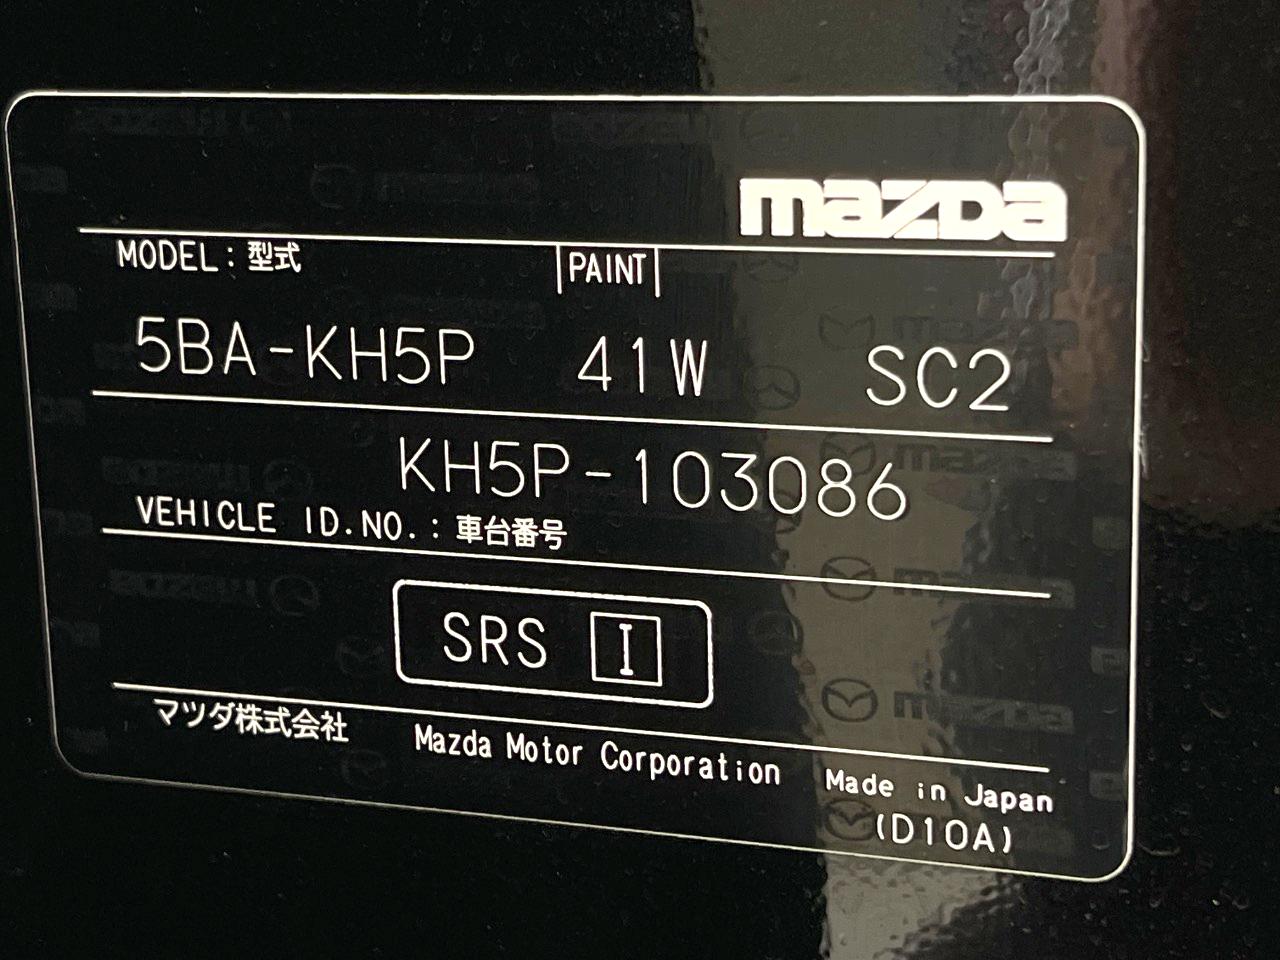 mazda
MODEL：型式 PAINT
5BA-KH5P 41W SC2
KH5P-103086
VEHICLE ID.NO.：車台番号
SRS I
マツダ株式会社 Mazda Motor Corporation Made in Japan
(D10A)